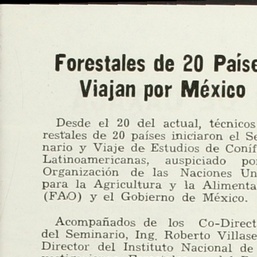 Forestales de 20 Paíse
Viajan por México
Desde el 20 del actual, técnicos
restales de 20 países iniciaron el Se
nario y Viaje de Estudios de Coníf
Latinoamericanas, auspiciado po
Organización de las Naciones Un
para la Agricultura y la Alimenta
(FAO) y el Gobierno de México.
Acompañados de los Co-Direct
del Seminario, Ing. Roberto Villase
Director del Instituto Nacional de